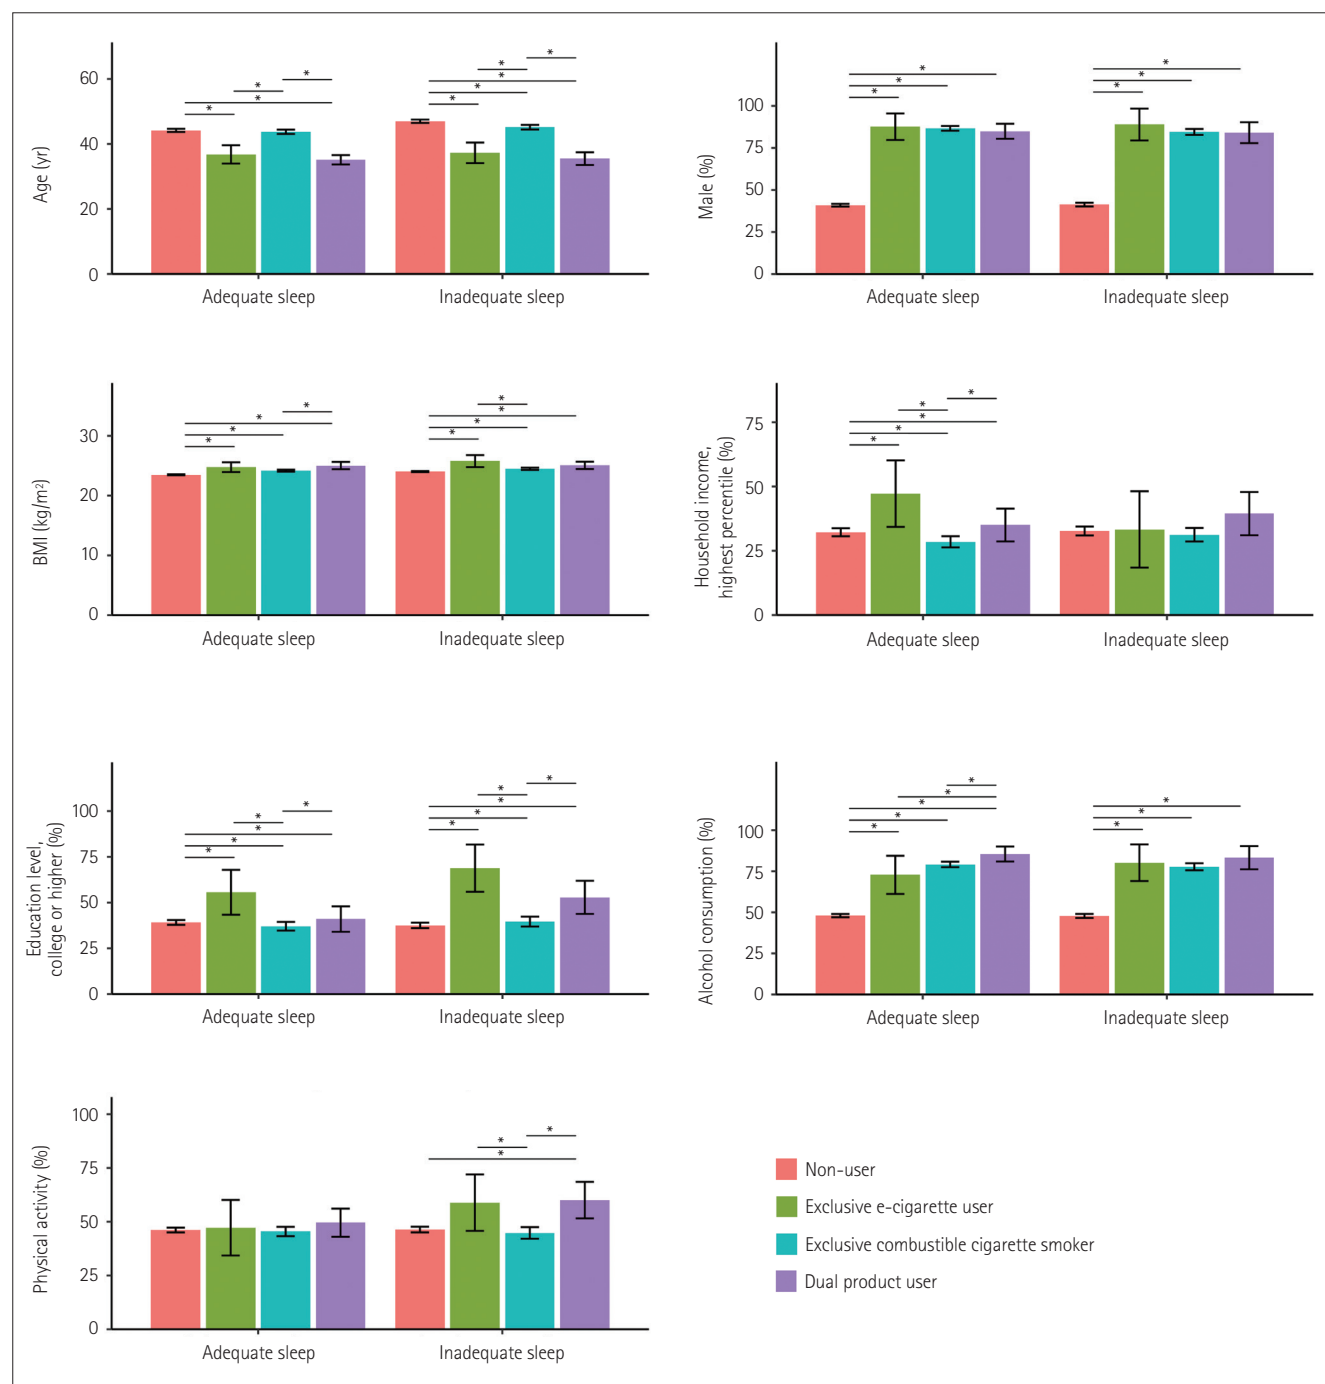 * * * * * * * * *
60
40
20
0
Age (yr)
Adequate sleep Inadequate sleep
* * * * * *
100
75
50
25
0
Male (%)
Adequate sleep Inadequate sleep
* * * * * * * *
30
20
10
0
BMI (kg/m²)
Adequate sleep Inadequate sleep
* * * * *
75
50
25
0
Household income,
highest percentile (%)
Adequate sleep Inadequate sleep
* * * * * * * * * *
100
75
50
25
0
Education level,
college or higher (%)
Adequate sleep Inadequate sleep
* * * * * * * *
100
75
50
25
0
Alcohol consumption (%)
Adequate sleep Inadequate sleep
* * *
100
75
50
25
0
Physical activity (%)
Adequate sleep Inadequate sleep
Non-user
Exclusive e-cigarette user
Exclusive combustible cigarette smoker
Dual product user